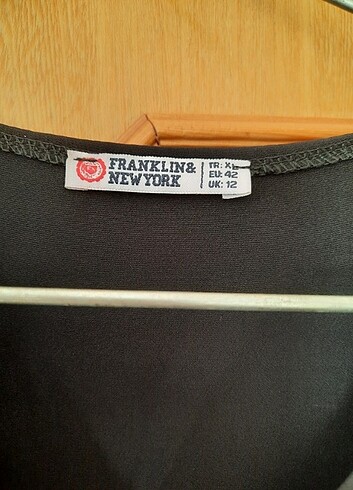 FRANKLIN&
NEW YORK
TR: XL
EU: 42
UK: 12